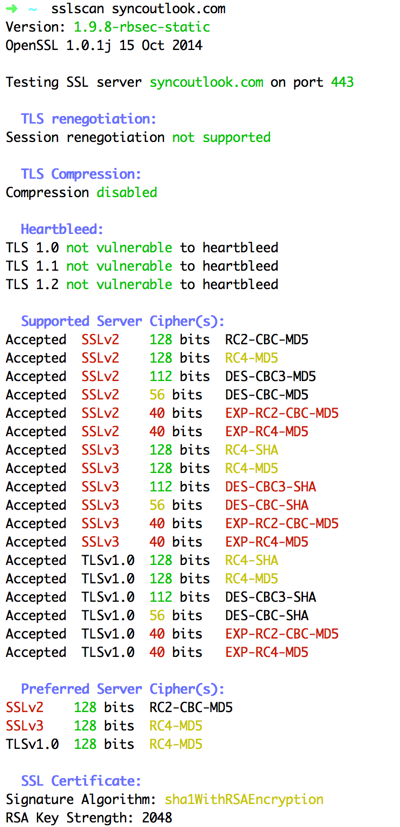 ➜ ~ sslscan syncoutlook.com
Version: 1.9.8-rbsec-static
OpenSSL 1.0.1j 15 Oct 2014
Testing SSL server syncoutlook.com on port 443
TLS renegotiation:
Session renegotiation not supported
TLS Compression:
Compression disabled
Heartbleed:
TLS 1.0 not vulnerable to heartbleed
TLS 1.1 not vulnerable to heartbleed
TLS 1.2 not vulnerable to heartbleed
Supported Server Cipher(s):
Accepted SSLv2 128 bits RC2-CBC-MD5
Accepted SSLv2 128 bits RC4-MD5
Accepted SSLv2 112 bits DES-CBC3-MD5
Accepted SSLv2 56 bits DES-CBC-MD5
Accepted SSLv2 40 bits EXP-RC2-CBC-MD5
Accepted SSLv2 40 bits EXP-RC4-MD5
Accepted SSLv3 128 bits RC4-SHA
Accepted SSLv3 128 bits RC4-MD5
Accepted SSLv3 112 bits DES-CBC3-SHA
Accepted SSLv3 56 bits DES-CBC-SHA
Accepted SSLv3 40 bits EXP-RC2-CBC-MD5
Accepted SSLv3 40 bits EXP-RC4-MD5
Accepted TLSv1.0 128 bits RC4-SHA
Accepted TLSv1.0 128 bits RC4-MD5
Accepted TLSv1.0 112 bits DES-CBC3-SHA
Accepted TLSv1.0 56 bits DES-CBC-SHA
Accepted TLSv1.0 40 bits EXP-RC2-CBC-MD5
Accepted TLSv1.0 40 bits EXP-RC4-MD5
Preferred Server Cipher(s):
SSLv2 128 bits RC2-CBC-MD5
SSLv3 128 bits RC4-MD5
TLSv1.0 128 bits RC4-MD5
SSL Certificate:
Signature Algorithm: sha1WithRSAEncryption
RSA Key Strength: 2048